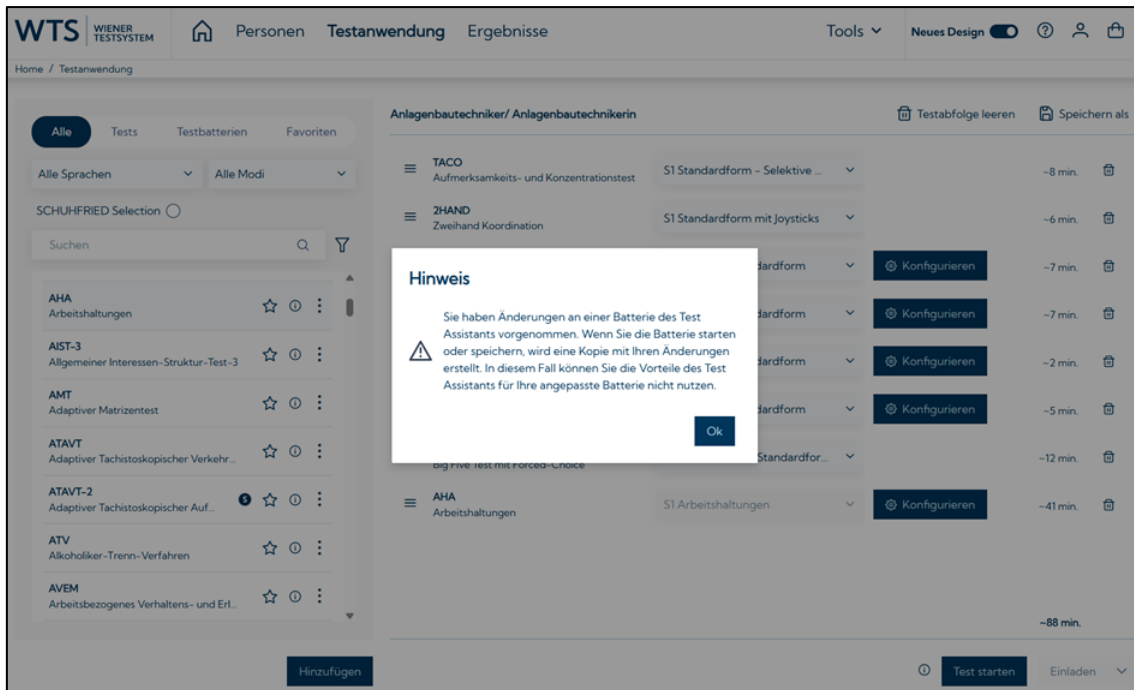 WTS WIENER TESTSYSTEM
Personen Testanwendung Ergebnisse Tools Neues Design
Home / Testanwendung
Alle Tests Testbatterien Favoriten
Alle Sprachen Alle Modi
SCHUHFRIED Selection
Suchen
AHA
Arbeitshaltungen
AIST-3
Allgemeiner Interessen-Struktur-Test-3
AMT
Adaptiver Matrizentest
ATAVT
Adaptiver Tachistoskopischer Verkehr...
ATAVT-2
Adaptiver Tachistoskopischer Auf... S
ATV
Alkoholiker-Trenn-Verfahren
AVEM
Arbeitsbezogenes Verhaltens- und Erl...
Hinzufügen
Anlagenbautechniker/ Anlagenbautechnikerin Testabfolge leeren Speichern als
TACO
Aufmerksamkeits- und Konzentrationstest
S1 Standardform - Selektive ... ~8 min.
2HAND
Zweihand Koordination
S1 Standardform mit Joysticks ~6 min.
dardform Konfigurieren ~7 min.
dardform Konfigurieren ~7 min.
dardform Konfigurieren ~2 min.
dardform Konfigurieren ~5 min.
Big Five Test mit Forced-Choice
Standardfor... ~12 min.
AHA
Arbeitshaltungen
S1 Arbeitshaltungen Konfigurieren ~41 min.
~88 min.
Test starten Einladen
Hinweis
Sie haben Änderungen an einer Batterie des Test
Assistants vorgenommen. Wenn Sie die Batterie starten
oder speichern, wird eine Kopie mit Ihren Änderungen
erstellt. In diesem Fall können Sie die Vorteile des Test
Assistants für Ihre angepasste Batterie nicht nutzen.
Ok